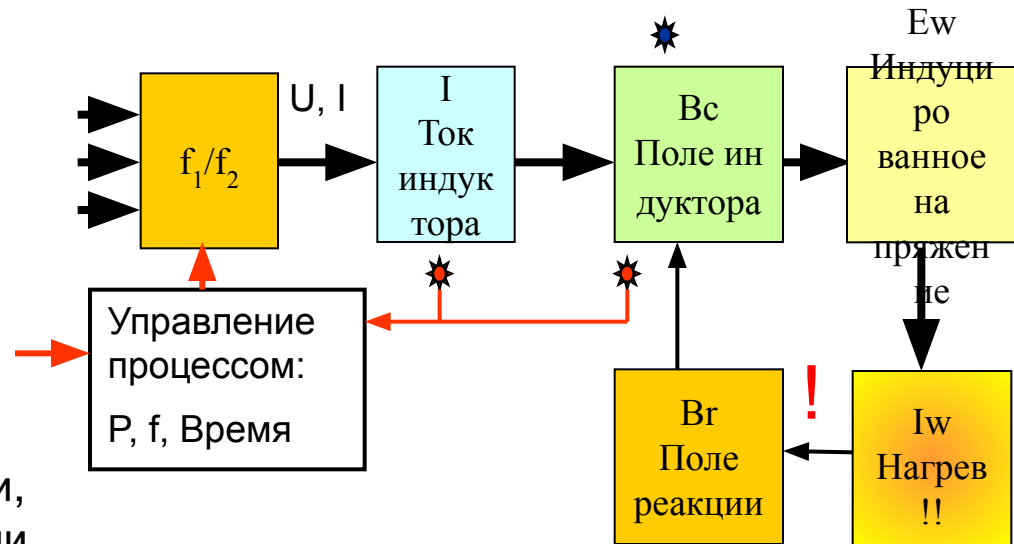 U, I
f₁/f₂
I
Ток
индук
тора
Bc
Поле ин
дуктора
Ew
Индуци
ро
ванное
на
пряжен
ие
Управление
процессом:
P, f, Время
Br
Поле
реакции
!
Iw
Нагрев
!!
и,